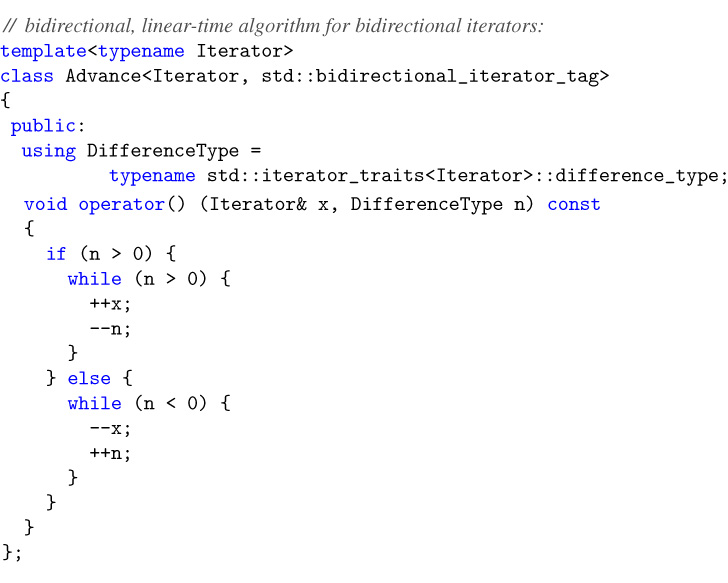 // bidirectional, linear-time algorithm for bidirectional iterators:
template<typename Iterator>
class Advance<Iterator, std::bidirectional_iterator_tag>
{
 public:
  using DifferenceType =
          typename std::iterator_traits<Iterator>::difference_type;
  void operator() (Iterator& x, DifferenceType n) const
  {
    if (n > 0) {
      while (n > 0) {
        ++x;
        --n;
      }
    } else {
      while (n < 0) {
        --x;
        ++n;
      }
    }
  }
};